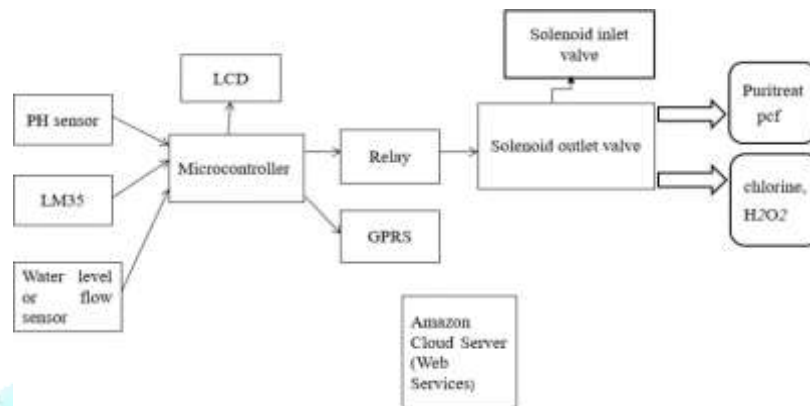 Solenoid inlet
valve
LCD
Puritreat
pcf
PH sensor
Microcontroller
Relay
Solenoid outlet valve
LM35
chlorine,
H2O2
GPRS
Water level
or flow
sensor
Amazon
Cloud Server
(Web
Services)